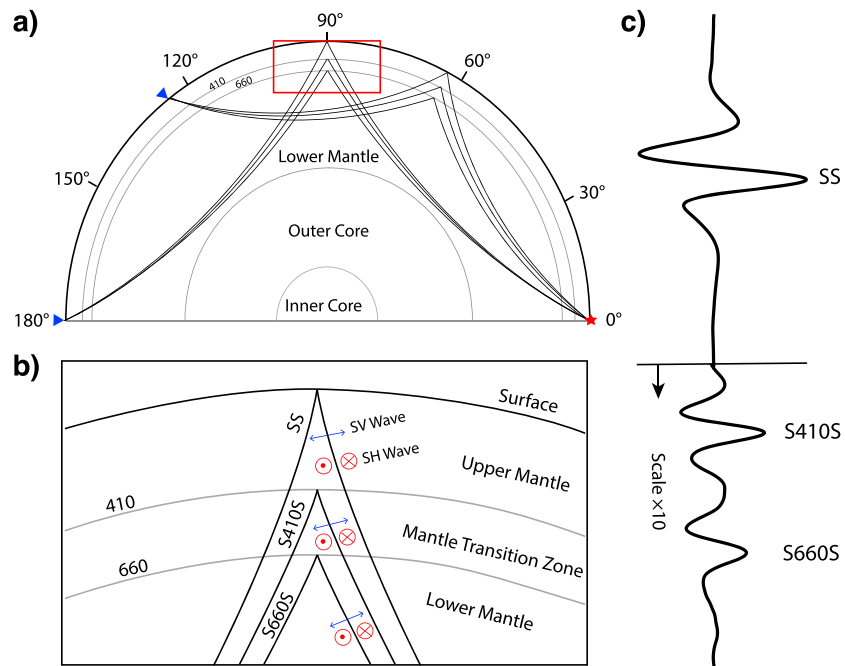 a)
90°
120°
60°
410 660
Lower Mantle
150°
30°
Outer Core
Inner Core
180°
0°
b)
Surface
SS
SV Wave
SH Wave
Upper Mantle
410
S410S
Mantle Transition Zone
660
S660S
Lower Mantle
c)
SS
S410S
Scale ×10
S660S